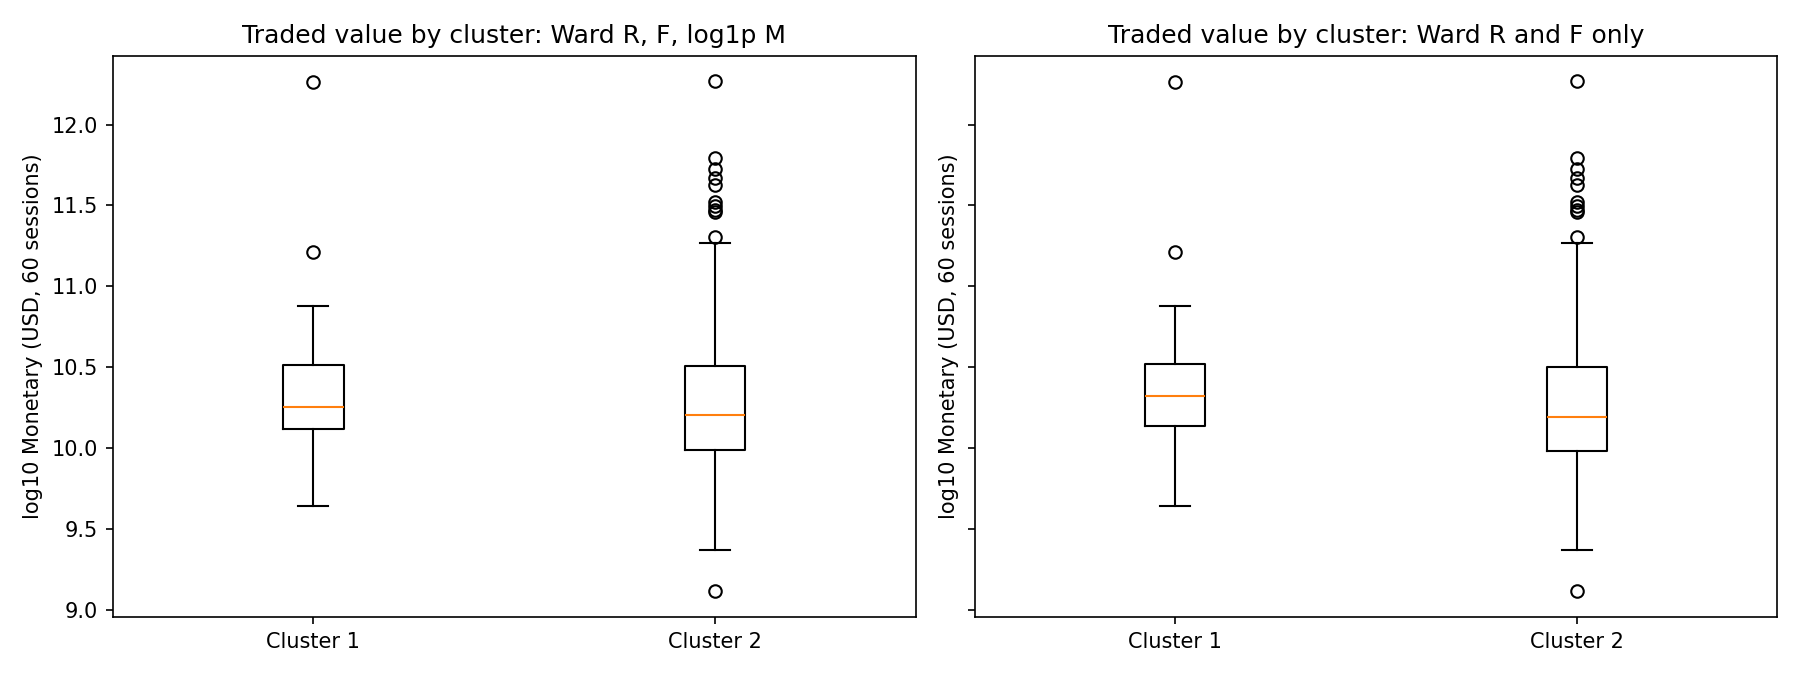 Traded value by cluster: Ward R, F, log1p M
log10 Monetary (USD, 60 sessions)
12.0
11.5
11.0
10.5
10.0
9.5
9.0
Cluster 1
Cluster 2
Traded value by cluster: Ward R and F only
log10 Monetary (USD, 60 sessions)
Cluster 1
Cluster 2